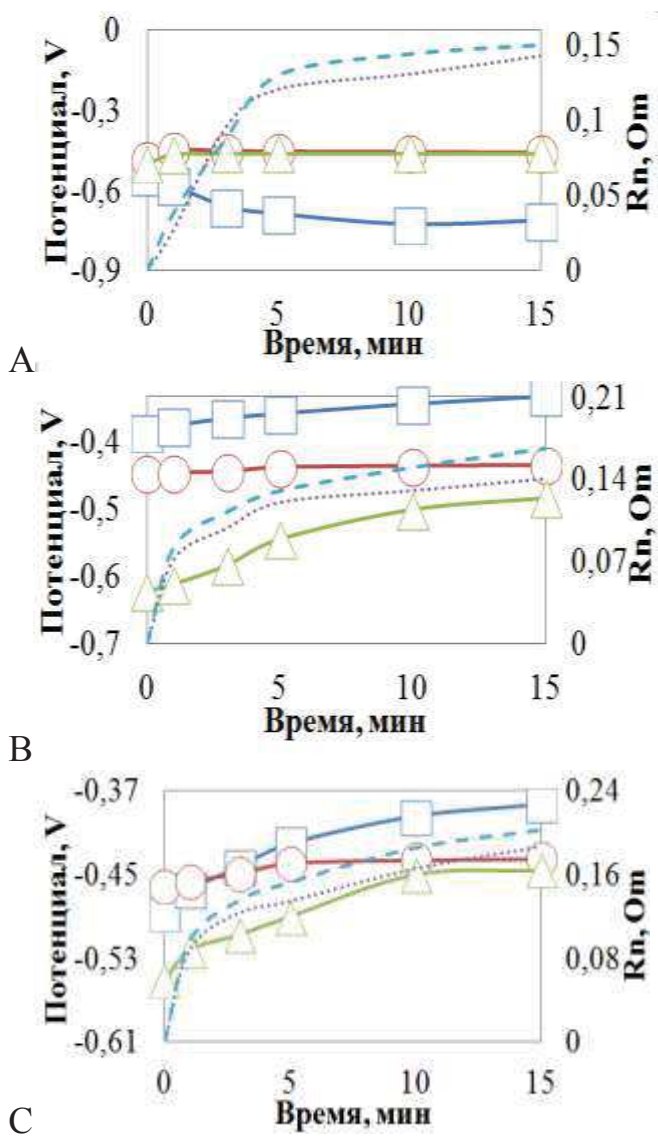 Потенциал, V
0
-0,3
-0,6
-0,9
0,15
0,1
0,05
0
Rn, Om
0 5 10 15
Время, мин
A
Потенциал, V
-0,4
-0,5
-0,6
-0,7
0,21
0,14
0,07
0
Rn, Om
0 5 10 15
Время, мин
B
Потенциал, V
-0,37
-0,45
-0,53
-0,61
0,24
0,16
0,08
0
Rn, Om
0 5 10 15
Время, мин
C